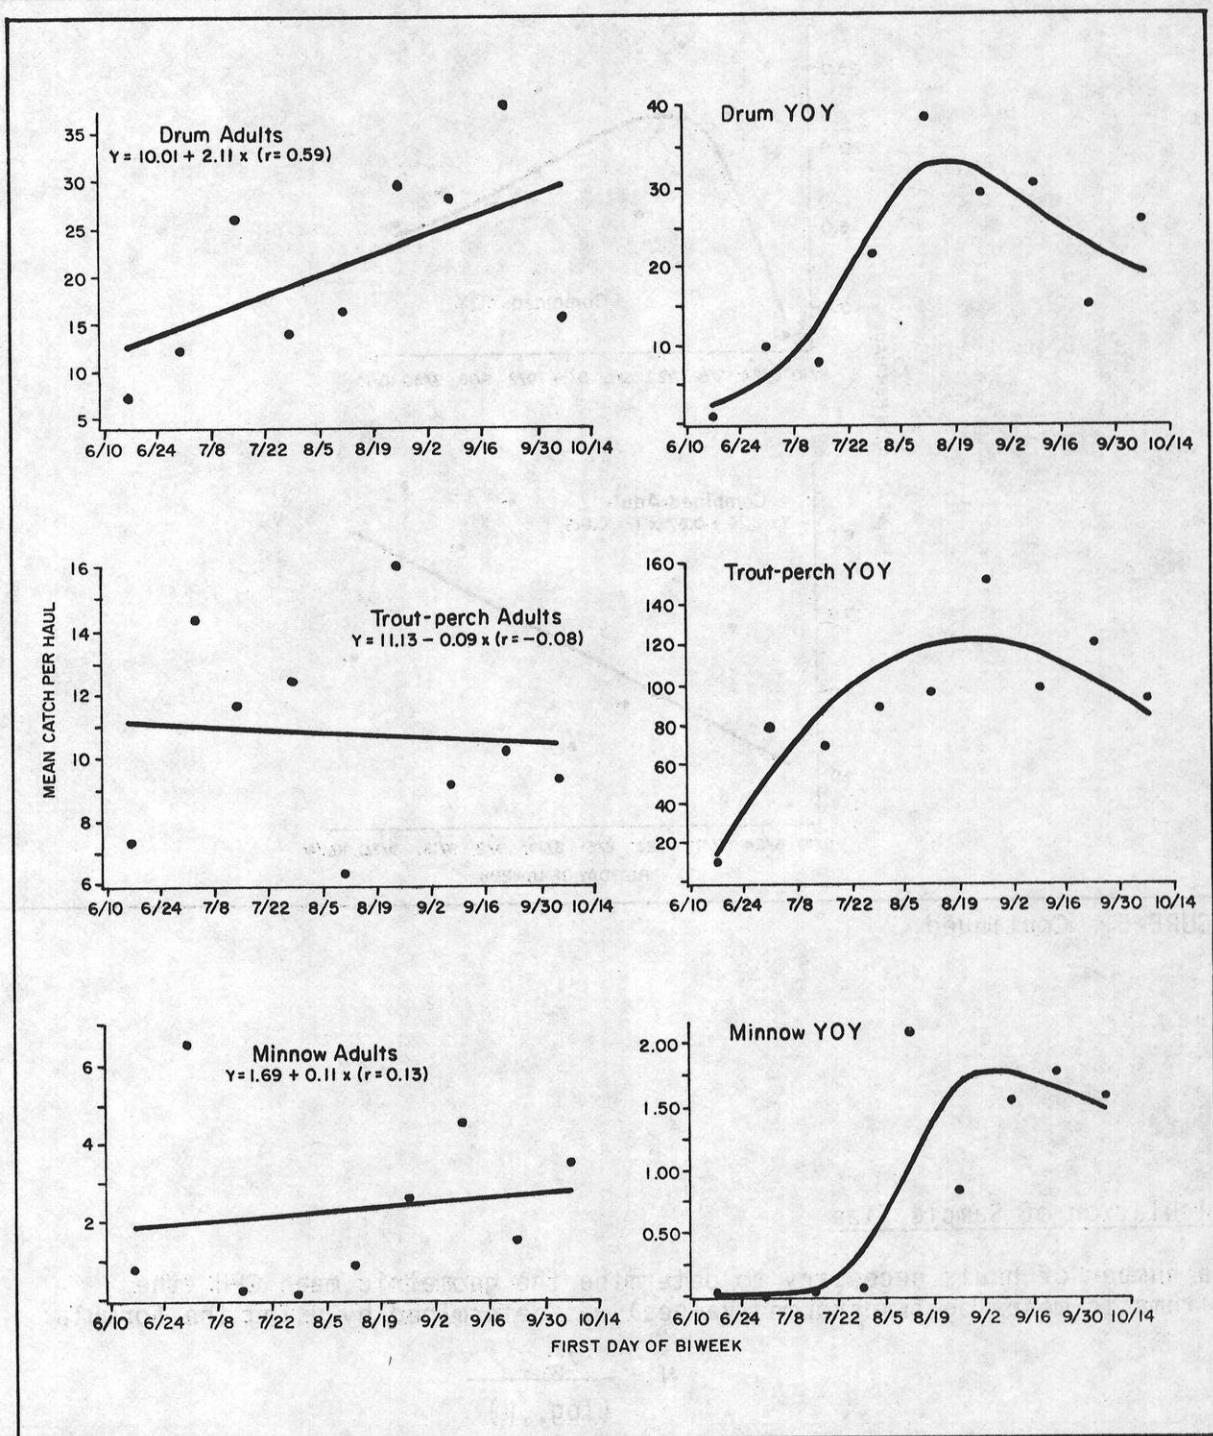 Drum Adults
Y = 10.01 + 2.11 x (r = 0.59)
35
30
25
20
15
10
5
6/10 6/24 7/8 7/22 8/5 8/19 9/2 9/16 9/30 10/14
Drum YOY
40
30
20
10
6/10 6/24 7/8 7/22 8/5 8/19 9/2 9/16 9/30 10/14
MEAN CATCH PER HAUL
Trout-perch Adults
Y = 11.13 - 0.09 x (r = -0.08)
16
14
12
10
8
6
6/10 6/24 7/8 7/22 8/5 8/19 9/2 9/16 9/30 10/14
Trout-perch YOY
160
140
120
100
80
60
40
20
6/10 6/24 7/8 7/22 8/5 8/19 9/2 9/16 9/30 10/14
Minnow Adults
Y = 1.69 + 0.11 x (r = 0.13)
6
4
2
6/10 6/24 7/8 7/22 8/5 8/19 9/2 9/16 9/30 10/14
Minnow YOY
2.00
1.50
1.00
0.50
6/10 6/24 7/8 7/22 8/5 8/19 9/2 9/16 9/30 10/14
FIRST DAY OF BIWEEK